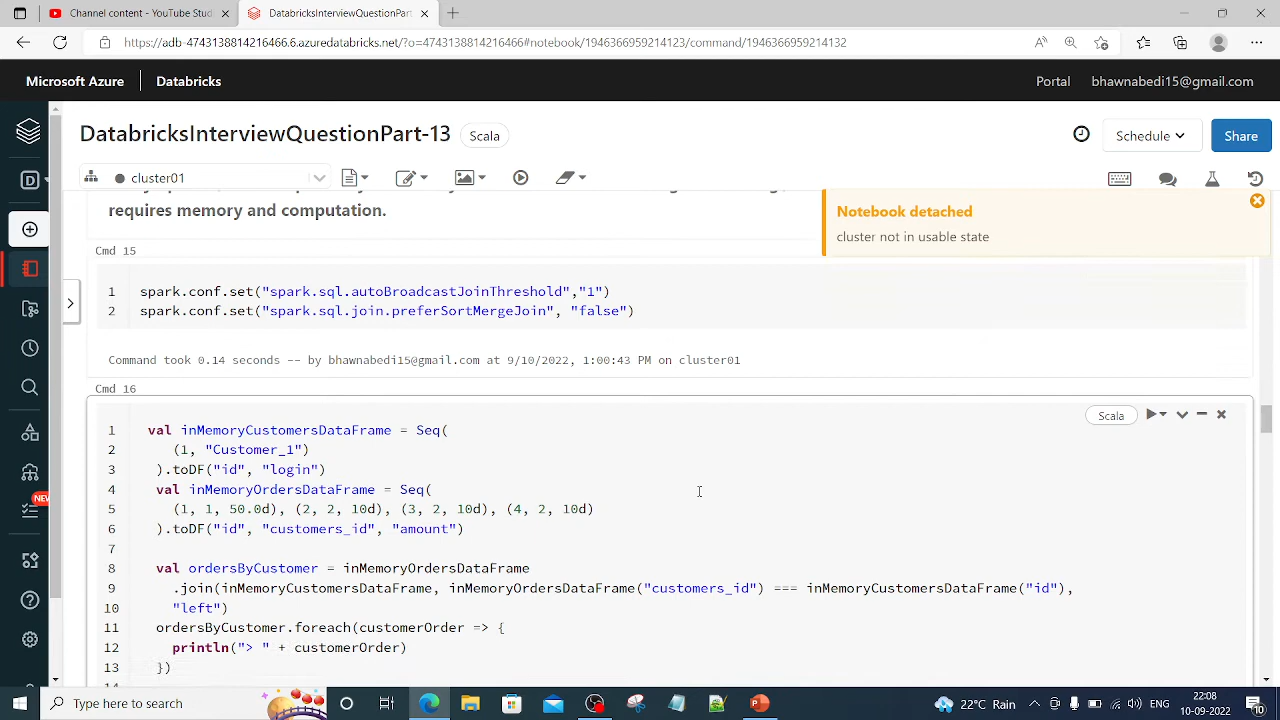 Channel content - YouTube Studi
DatabricksInterviewQuestionPart-
https://adb-4743138814216466.6.azuredatabricks.net/?o=4743138814216466#notebook/1946366959214123/command/1946366959214132
Microsoft Azure
Databricks
Portal
bhawnabedi15@gmail.com
DatabricksInterviewQuestionPart-13
Scala
Schedule
Share
D
cluster01
requires memory and computation.
Notebook detached
cluster not in usable state
Cmd 15
1 spark.conf.set("spark.sql.autoBroadcastJoinThreshold","1")
2 spark.conf.set("spark.sql.join.preferSortMergeJoin", "false")
Command took 0.14 seconds -- by bhawnabedi15@gmail.com at 9/10/2022, 1:00:43 PM on cluster01
Cmd 16
Scala
1 val inMemoryCustomersDataFrame = Seq(
2 (1, "Customer_1")
3 ).toDF("id", "login")
4 val inMemoryOrdersDataFrame = Seq(
5 (1, 1, 50.0d), (2, 2, 10d), (3, 2, 10d), (4, 2, 10d)
6 ).toDF("id", "customers_id", "amount")
7
8 val ordersByCustomer = inMemoryOrdersDataFrame
9 .join(inMemoryCustomersDataFrame, inMemoryOrdersDataFrame("customers_id") === inMemoryCustomersDataFrame("id"),
10 "left")
11 ordersByCustomer.foreach(customerOrder => {
12 println("> " + customerOrder)
13 })
NEW
Type here to search
22°C Rain
ENG
22:08
10-09-2022